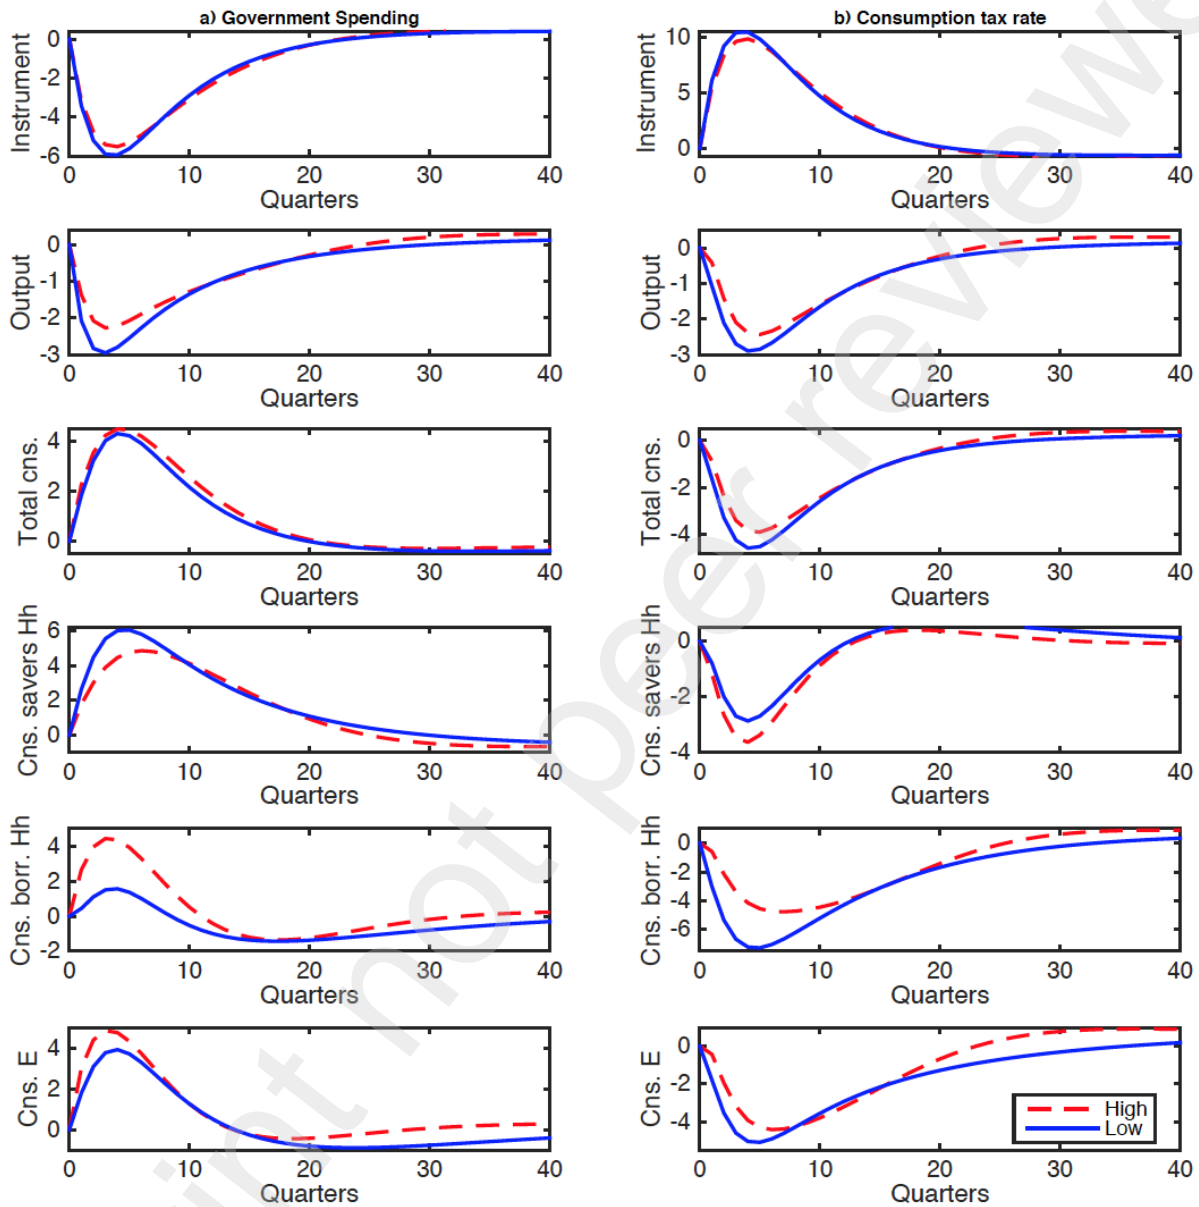 a) Government Spending
Instrument
0
-2
-4
-6
0 10 20 30 40
Quarters
Output
0
-1
-2
-3
0 10 20 30 40
Quarters
Total cns.
4
2
0
0 10 20 30 40
Quarters
Cns. savers Hh
6
4
2
0
0 10 20 30 40
Quarters
Cns. borr. Hh
4
2
0
-2
0 10 20 30 40
Quarters
Cns. E
4
2
0
0 10 20 30 40
Quarters
b) Consumption tax rate
Instrument
10
5
0
0 10 20 30 40
Quarters
Output
0
-1
-2
-3
0 10 20 30 40
Quarters
Total cns.
0
-2
-4
0 10 20 30 40
Quarters
Cns. savers Hh
0
-2
-4
0 10 20 30 40
Quarters
Cns. borr. Hh
0
-2
-4
-6
0 10 20 30 40
Quarters
Cns. E
0
-2
-4
High
Low
0 10 20 30 40
Quarters
int not peer reviewe